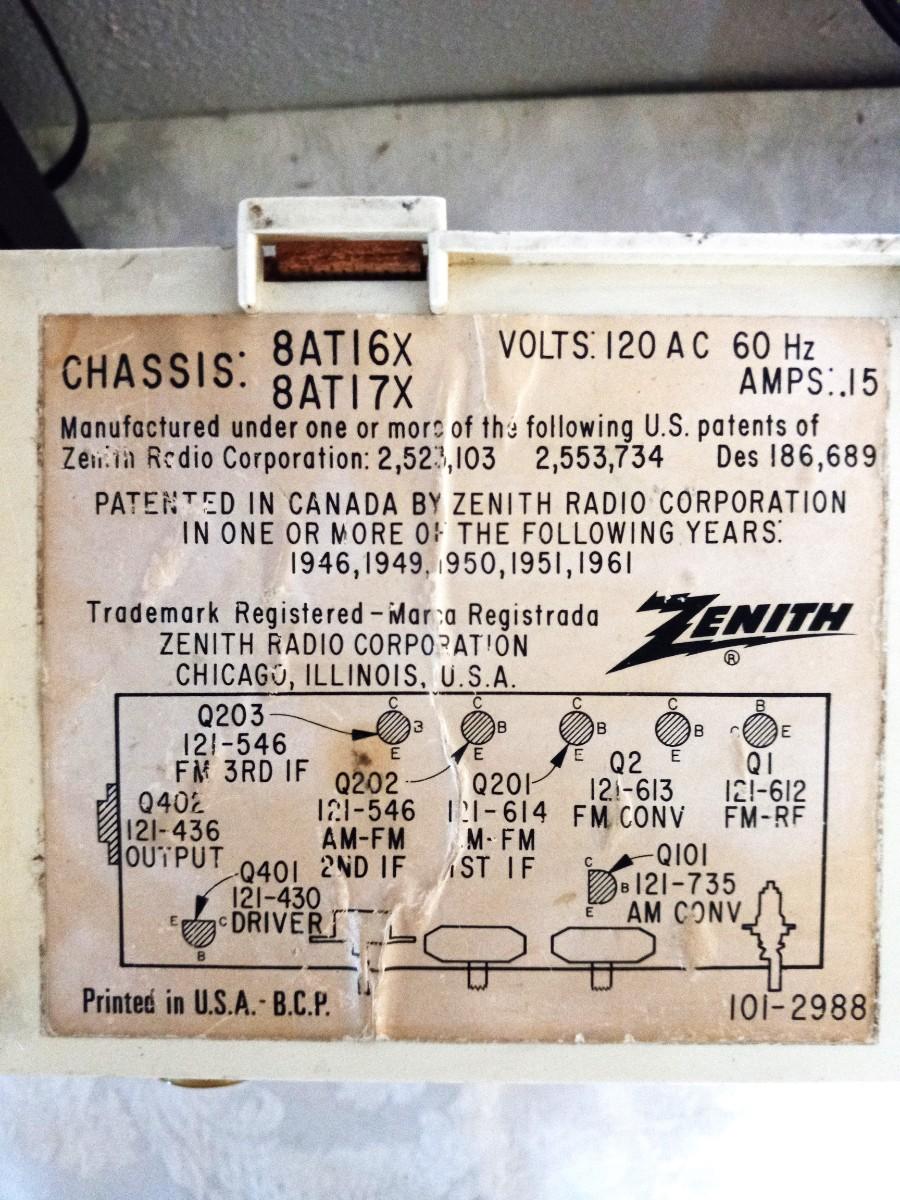 CHASSIS: 8AT16X
8AT17X
VOLTS: 120 AC 60 Hz
AMPS: .15
Manufactured under one or more of the following U.S. patents of
Zenith Radio Corporation: 2,523,103 2,553,734 Des 186,689
PATENTED IN CANADA BY ZENITH RADIO CORPORATION
IN ONE OR MORE OF THE FOLLOWING YEARS:
1946,1949,1950,1951,1961
Trademark Registered-Marca Registrada
ZENITH RADIO CORPORATION
CHICAGO, ILLINOIS, U.S.A.
ZENITH
®
C B E
C B E
C B E
C B E
B C E
Q203
121-546
FM 3RD IF
Q202
121-546
AM-FM
2ND IF
Q201
121-614
AM-FM
1ST IF
Q2
121-613
FM CONV
Q1
121-612
FM-RF
Q402
121-436
OUTPUT
Q401
121-430
DRIVER
E C B
Q101
121-735
AM CONV
C B E
Printed in U.S.A.-B.C.P.
101-2988